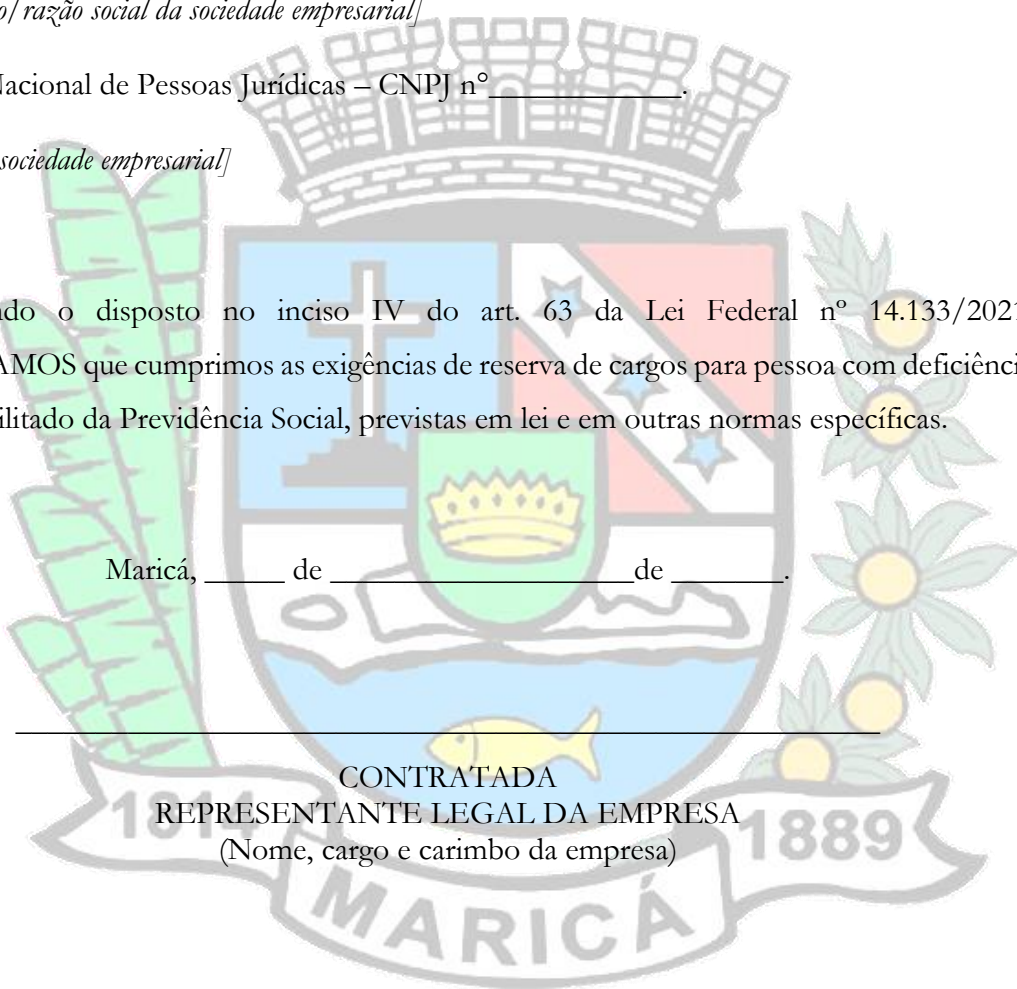 o/razão social da sociedade empresarial]
Nacional de Pessoas Jurídicas – CNPJ n°____________.
sociedade empresarial]
ndo o disposto no inciso IV do art. 63 da Lei Federal nº 14.133/2021
AMOS que cumprimos as exigências de reserva de cargos para pessoa com deficiênci
ilitado da Previdência Social, previstas em lei e em outras normas específicas.
Maricá, _____ de ___________________de _______.
CONTRATADA
REPRESENTANTE LEGAL DA EMPRESA
(Nome, cargo e carimbo da empresa)
1814
1889
MARICÁ